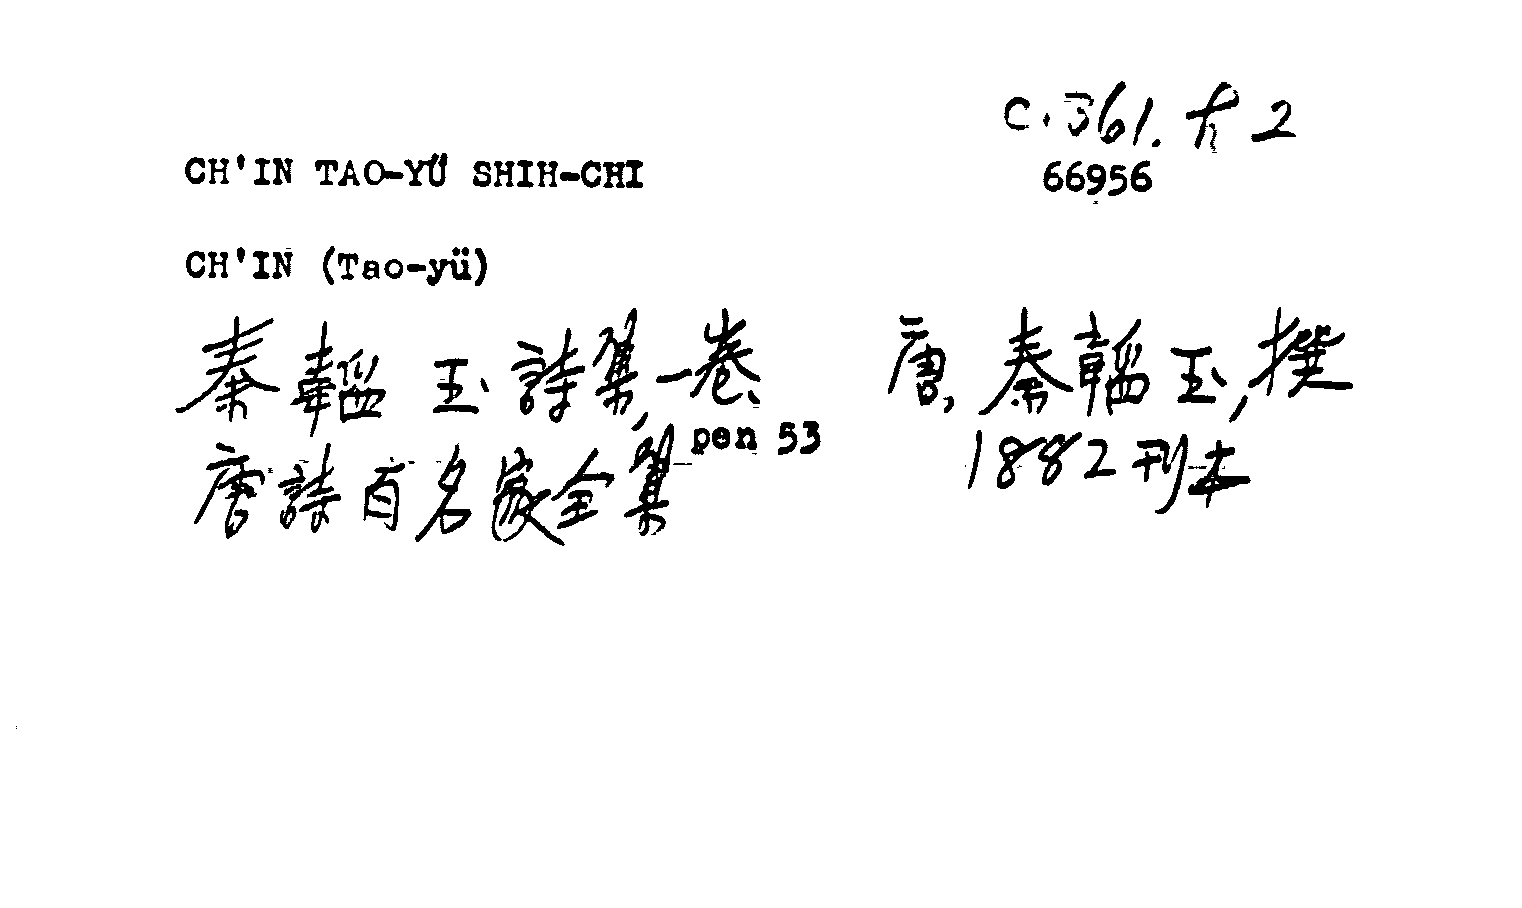 C.361. 2
CH'IN TAO-YÜ SHIH-CHI
66956
CH'IN (Tao-yü)
秦韜玉詩集,一卷、 唐、秦韜玉,撰
pen 53
唐詩百名家全集 1882刊本